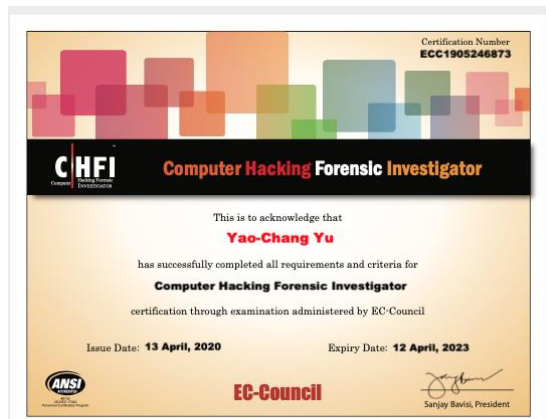 Certification Number
ECC1905246873
CHFI
Computer Hacking Forensic
INVESTIGATOR
Computer Hacking Forensic Investigator
This is to acknowledge that
Yao-Chang Yu
has successfully completed all requirements and criteria for
Computer Hacking Forensic Investigator
certification through examination administered by EC-Council
Issue Date: 13 April, 2020
Expiry Date: 12 April, 2023
ANSI
EC-Council
Sanjay Bavisi, President